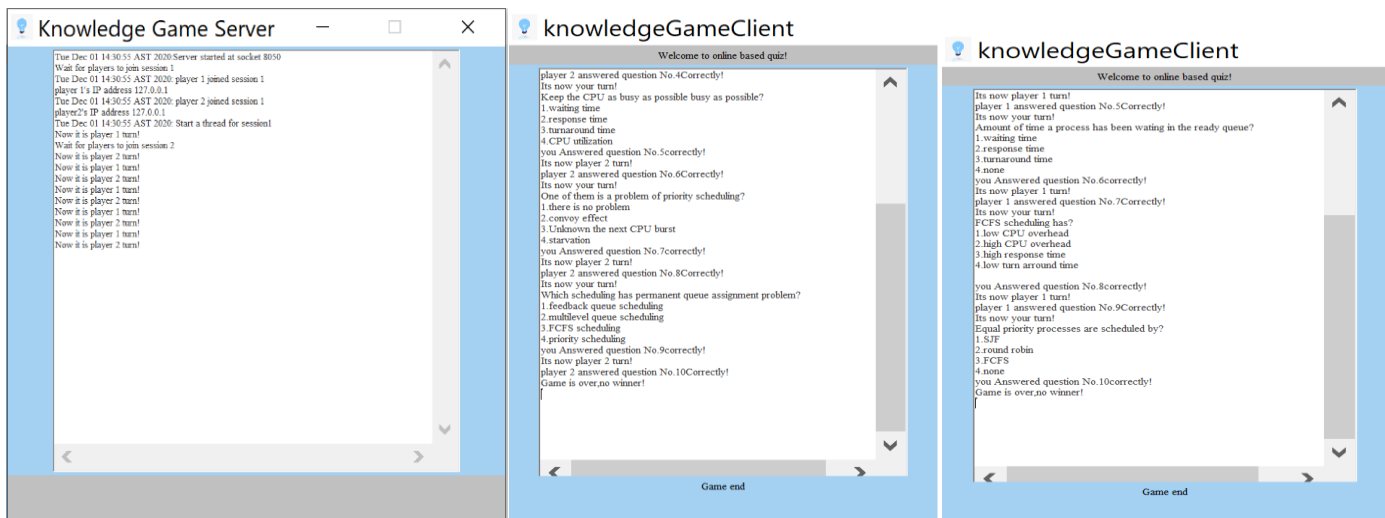 Knowledge Game Server
Tue Dec 01 14:30:55 AST 2020:Server started at socket 8050
Wait for players to join session 1
Tue Dec 01 14:30:55 AST 2020: player 1 joined session 1
player 1's IP address 127.0.0.1
Tue Dec 01 14:30:55 AST 2020: player 2 joined session 1
player2's IP address 127.0.0.1
Tue Dec 01 14:30:55 AST 2020: Start a thread for session1
Now it is player 1 turn!
Wait for players to join session 2
Now it is player 2 turn!
Now it is player 1 turn!
Now it is player 2 turn!
Now it is player 1 turn!
Now it is player 2 turn!
Now it is player 1 turn!
Now it is player 2 turn!
Now it is player 1 turn!
Now it is player 2 turn!
knowledgeGameClient
Welcome to online based quiz!
player 2 answered question No.4Correctly!
Its now your turn!
Keep the CPU as busy as possible busy as possible?
1.waiting time
2.response time
3.turnaround time
4.CPU utilization
you Answered question No.5correctly!
Its now player 2 turn!
player 2 answered question No.6Correctly!
Its now your turn!
One of them is a problem of priority scheduling?
1.there is no problem
2.convoy effect
3.Unknown the next CPU burst
4.starvation
you Answered question No.7correctly!
Its now player 2 turn!
player 2 answered question No.8Correctly!
Its now your turn!
Which scheduling has permanent queue assignment problem?
1.feedback queue scheduling
2.multilevel queue scheduling
3.FCFS scheduling
4.priority scheduling
you Answered question No.9correctly!
Its now player 2 turn!
player 2 answered question No.10Correctly!
Game is over,no winner!
Game end
knowledgeGameClient
Welcome to online based quiz!
Its now player 1 turn!
player 1 answered question No.5Correctly!
Its now your turn!
Amount of time a process has been wating in the ready queue?
1.waiting time
2.response time
3.turnaround time
4.none
you Answered question No.6correctly!
Its now player 1 turn!
player 1 answered question No.7Correctly!
Its now your turn!
FCFS scheduling has?
1.low CPU overhead
2.high CPU overhead
3.high response time
4.low turn arround time
you Answered question No.8correctly!
Its now player 1 turn!
player 1 answered question No.9Correctly!
Its now your turn!
Equal priority processes are scheduled by?
1.SJF
2.round robin
3.FCFS
4.none
you Answered question No.10correctly!
Game is over,no winner!
Game end